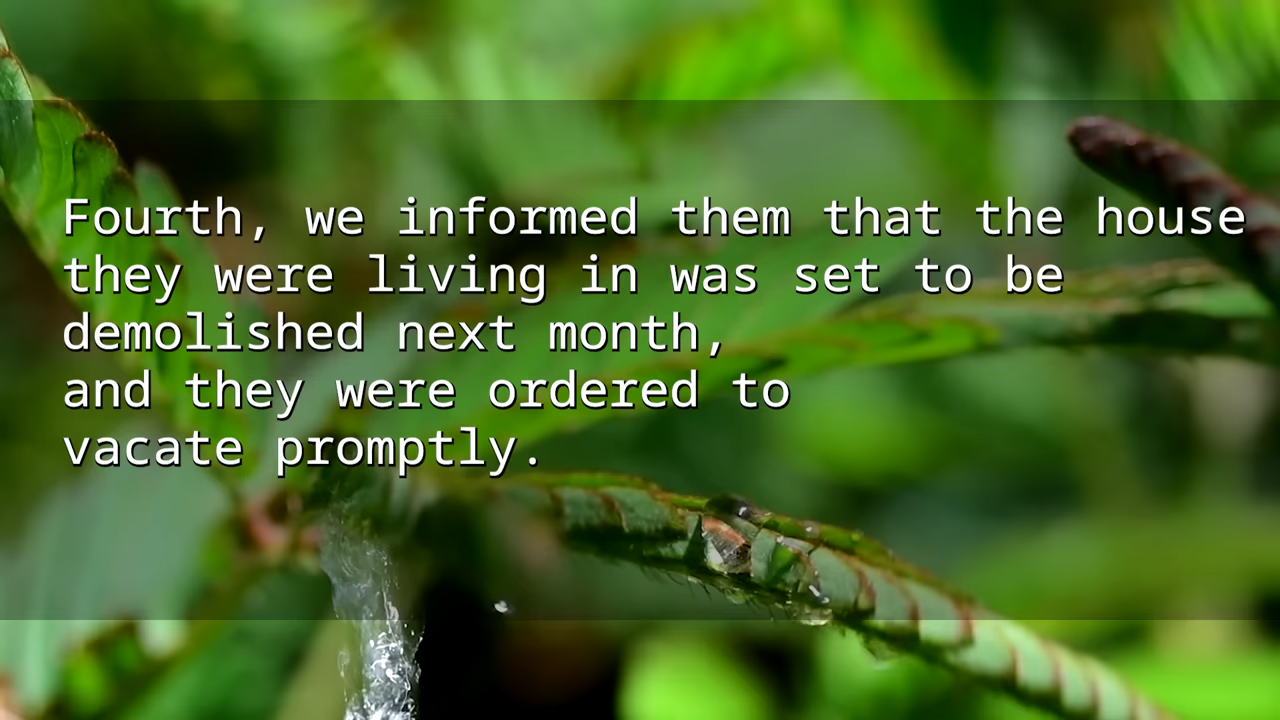 Fourth, we informed them that the house
they were living in was set to be
demolished next month,
and they were ordered to
vacate promptly.